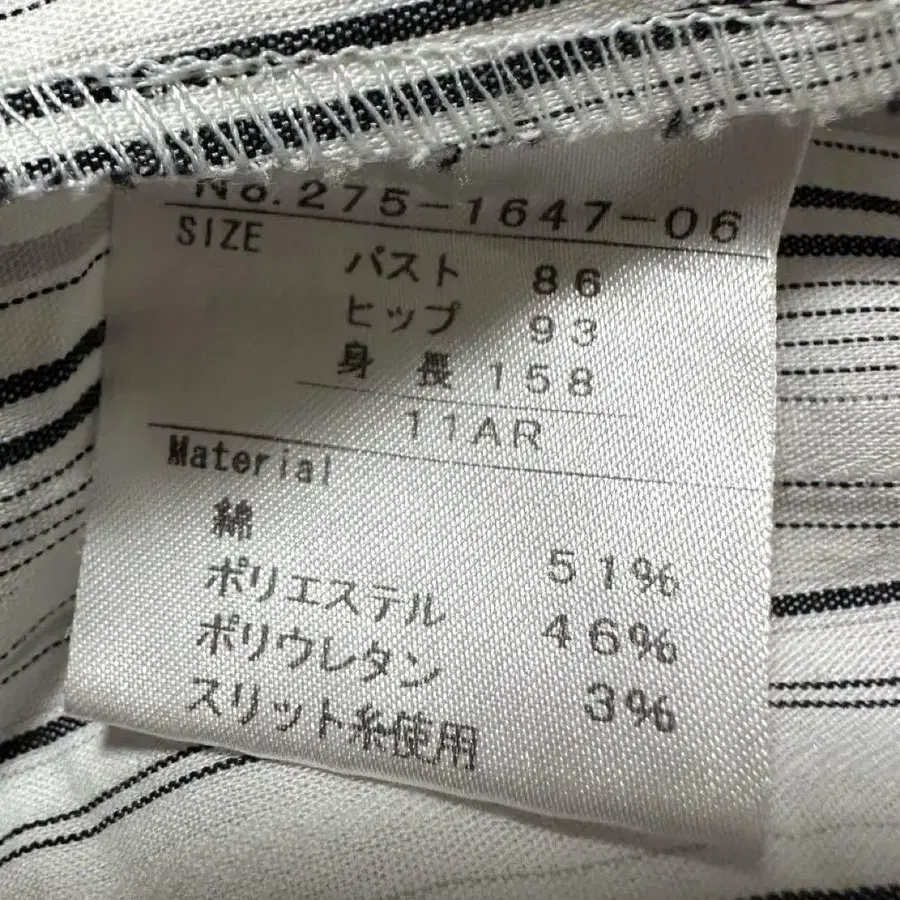 No.275-1647-06
SIZE
バスト 86
ヒップ 93
身長 158
11AR
Material
綿 51%
ポリエステル 46%
ポリウレタン 3%
スリット糸使用